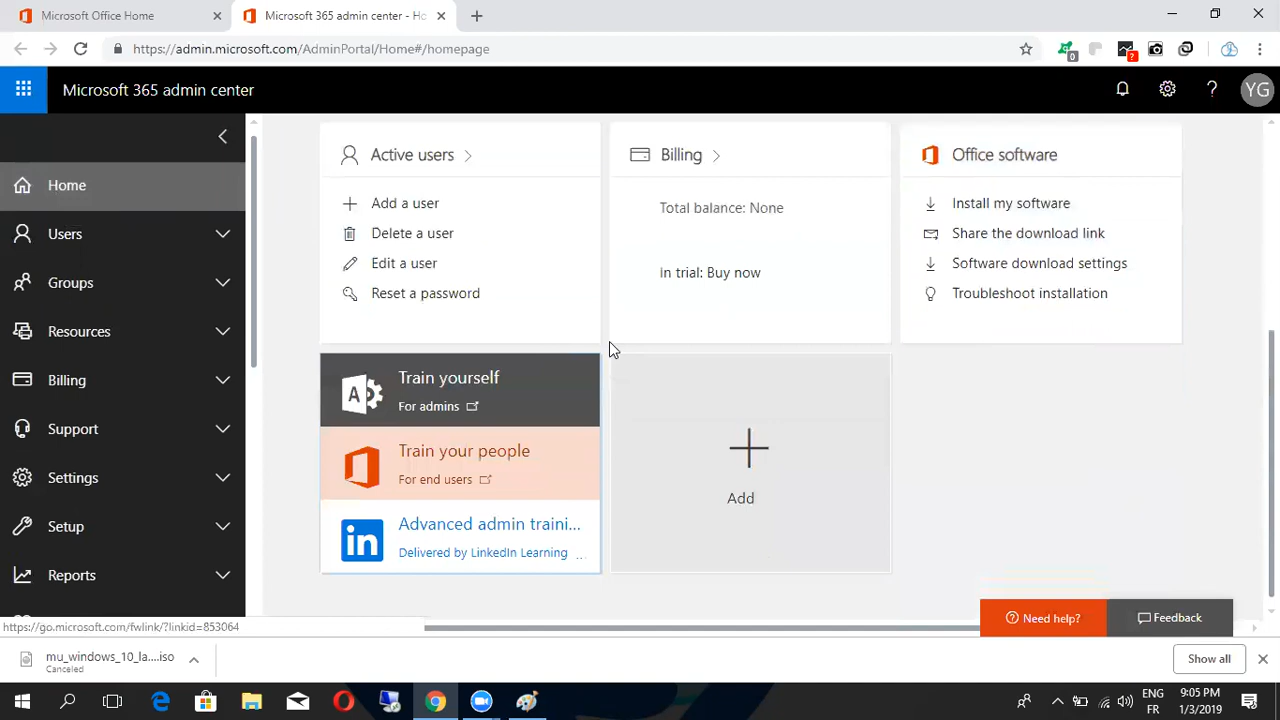 Microsoft Office Home
Microsoft 365 admin center - Ho
https://admin.microsoft.com/AdminPortal/Home#/homepage
0
?
Microsoft 365 admin center
?
YG
Home
Users
Groups
Resources
Billing
Support
Settings
Setup
Reports
Active users
Add a user
Delete a user
Edit a user
Reset a password
Billing
Total balance: None
In trial: Buy now
Office software
Install my software
Share the download link
Software download settings
Troubleshoot installation
A
Train yourself
For admins
Train your people
For end users
in
Advanced admin traini...
Delivered by LinkedIn Learning ...
Add
Need help?
Feedback
https://go.microsoft.com/fwlink/?linkid=853064
mu_windows_10_la....iso
Canceled
Show all
ENG
FR
9:05 PM
1/3/2019